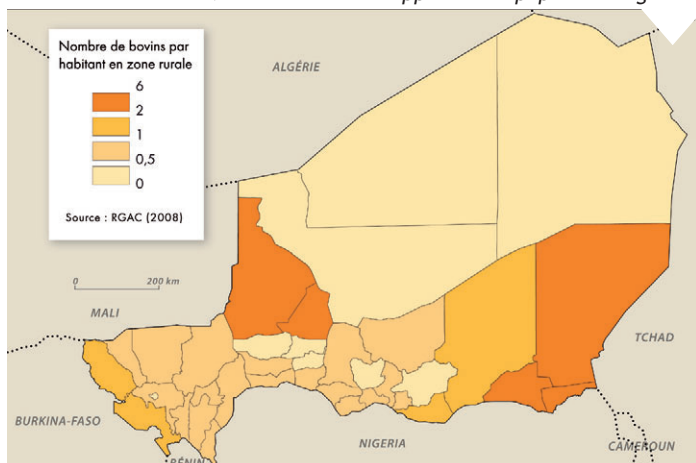 Nombre de bovins par
habitant en zone rurale
6
2
1
0,5
0
Source : RGAC (2008)
ALGÉRIE
0 200 km
MALI
TCHAD
BURKINA-FASO
NIGERIA
BÉNIN
CAMEROUN